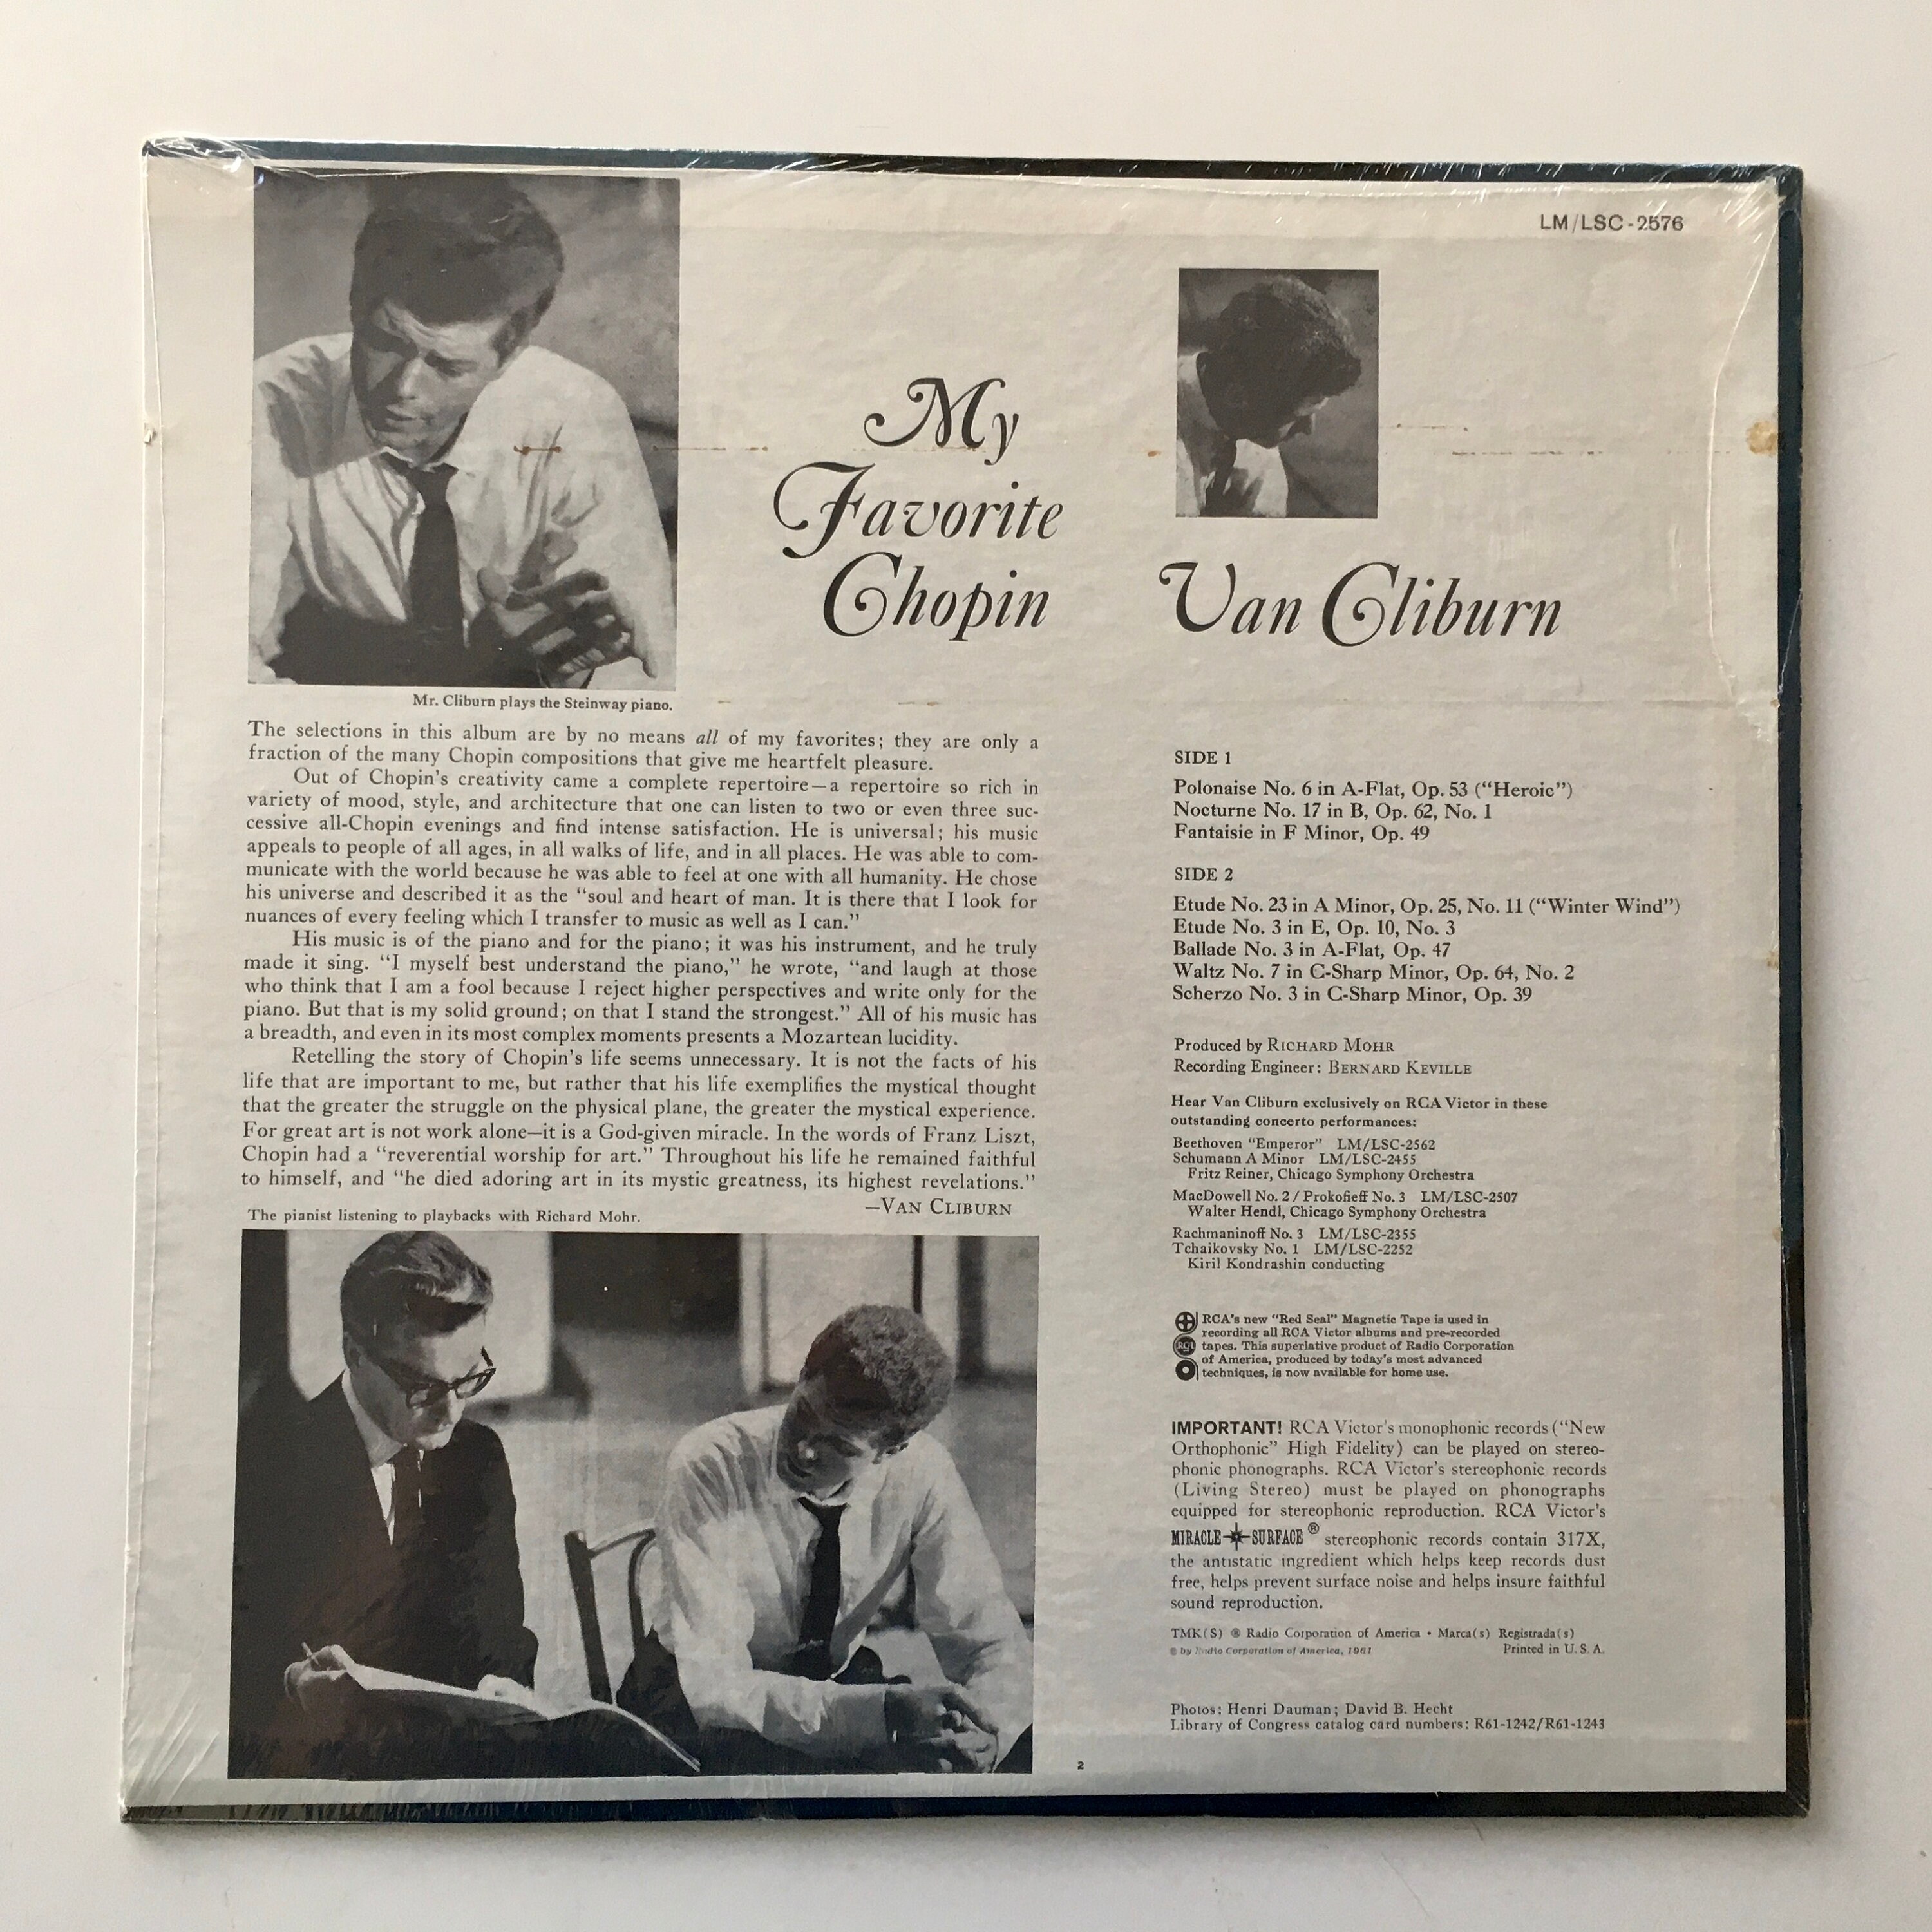 LM/LSC-2576
My
Favorite
Chopin
Van Cliburn
Mr. Cliburn plays the Steinway piano.
The selections in this album are by no means all of my favorites; they are only a
fraction of the many Chopin compositions that give me heartfelt pleasure.
Out of Chopin's creativity came a complete repertoire—a repertoire so rich in
variety of mood, style, and architecture that one can listen to two or even three suc-
cessive all-Chopin evenings and find intense satisfaction. He is universal; his music
appeals to people of all ages, in all walks of life, and in all places. He was able to com-
municate with the world because he was able to feel at one with all humanity. He chose
his universe and described it as the “soul and heart of man. It is there that I look for
nuances of every feeling which I transfer to music as well as I can.”
His music is of the piano and for the piano; it was his instrument, and he truly
made it sing. “I myself best understand the piano,” he wrote, “and laugh at those
who think that I am a fool because I reject higher perspectives and write only for the
piano. But that is my solid ground; on that I stand the strongest.” All of his music has
a breadth, and even in its most complex moments presents a Mozartean lucidity.
Retelling the story of Chopin's life seems unnecessary. It is not the facts of his
life that are important to me, but rather that his life exemplifies the mystical thought
that the greater the struggle on the physical plane, the greater the mystical experience.
For great art is not work alone—it is a God-given miracle. In the words of Franz Liszt,
Chopin had a “reverential worship for art.” Throughout his life he remained faithful
to himself, and “he died adoring art in its mystic greatness, its highest revelations.”
—VAN CLIBURN
The pianist listening to playbacks with Richard Mohr.
SIDE 1
Polonaise No. 6 in A-Flat, Op. 53 (“Heroic”)
Nocturne No. 17 in B, Op. 62, No. 1
Fantaisie in F Minor, Op. 49
SIDE 2
Etude No. 23 in A Minor, Op. 25, No. 11 (“Winter Wind”)
Etude No. 3 in E, Op. 10, No. 3
Ballade No. 3 in A-Flat, Op. 47
Waltz No. 7 in C-Sharp Minor, Op. 64, No. 2
Scherzo No. 3 in C-Sharp Minor, Op. 39
Produced by RICHARD MOHR
Recording Engineer: BERNARD KEVILLE
Hear Van Cliburn exclusively on RCA Victor in these
outstanding concerto performances:
Beethoven “Emperor” LM/LSC-2562
Schumann A Minor LM/LSC-2455
Fritz Reiner, Chicago Symphony Orchestra
MacDowell No. 2 / Prokofieff No. 3 LM/LSC-2507
Walter Hendl, Chicago Symphony Orchestra
Rachmaninoff No. 3 LM/LSC-2355
Tchaikovsky No. 1 LM/LSC-2252
Kiril Kondrashin conducting
RCA's new “Red Seal” Magnetic Tape is used in
recording all RCA Victor albums and pre-recorded
RCA tapes. This superlative product of Radio Corporation
of America, produced by today's most advanced
techniques, is now available for home use.
IMPORTANT! RCA Victor's monophonic records (“New
Orthophonic” High Fidelity) can be played on stereo-
phonic phonographs. RCA Victor's stereophonic records
(Living Stereo) must be played on phonographs
equipped for stereophonic reproduction. RCA Victor's
MIRACLE SURFACE ® stereophonic records contain 317X,
the antistatic ingredient which helps keep records dust
free, helps prevent surface noise and helps insure faithful
sound reproduction.
TMK(S) ® Radio Corporation of America • Marca(s) Registrada(s)
© by Radio Corporation of America, 1961 Printed in U. S. A.
Photos: Henri Dauman; David B. Hecht
Library of Congress catalog card numbers: R61-1242/R61-1243
2